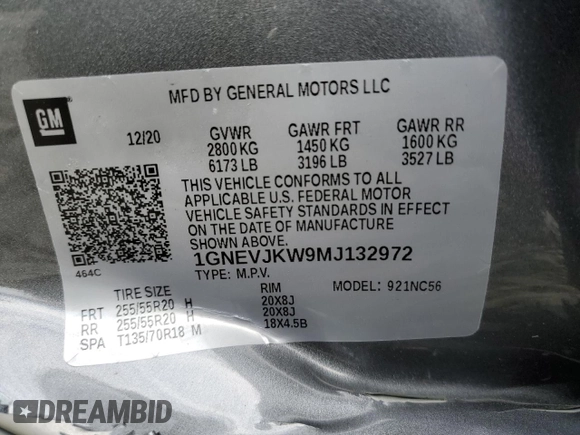 GM
MFD BY GENERAL MOTORS LLC
12/20 GVWR GAWR FRT GAWR RR
2800 KG 1450 KG 1600 KG
6173 LB 3196 LB 3527 LB
THIS VEHICLE CONFORMS TO ALL
APPLICABLE U.S. FEDERAL MOTOR
VEHICLE SAFETY STANDARDS IN EFFECT
ON THE DATE OF MANUFACTURE
SHOWN ABOVE.
464C
1GNEVJKW9MJ132972
TYPE: M.P.V. MODEL: 921NC56
TIRE SIZE RIM
FRT 255/55R20 H 20X8J
RR 255/55R20 H 20X8J
SPA T135/70R18 M 18X4.5B
DREAMBID